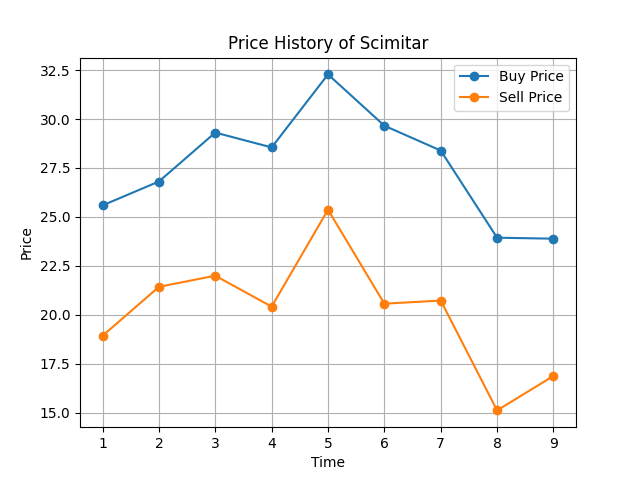 Price History of Scimitar
Buy Price
Sell Price
32.5
30.0
27.5
25.0
22.5
20.0
17.5
15.0
Price
1 2 3 4 5 6 7 8 9
Time